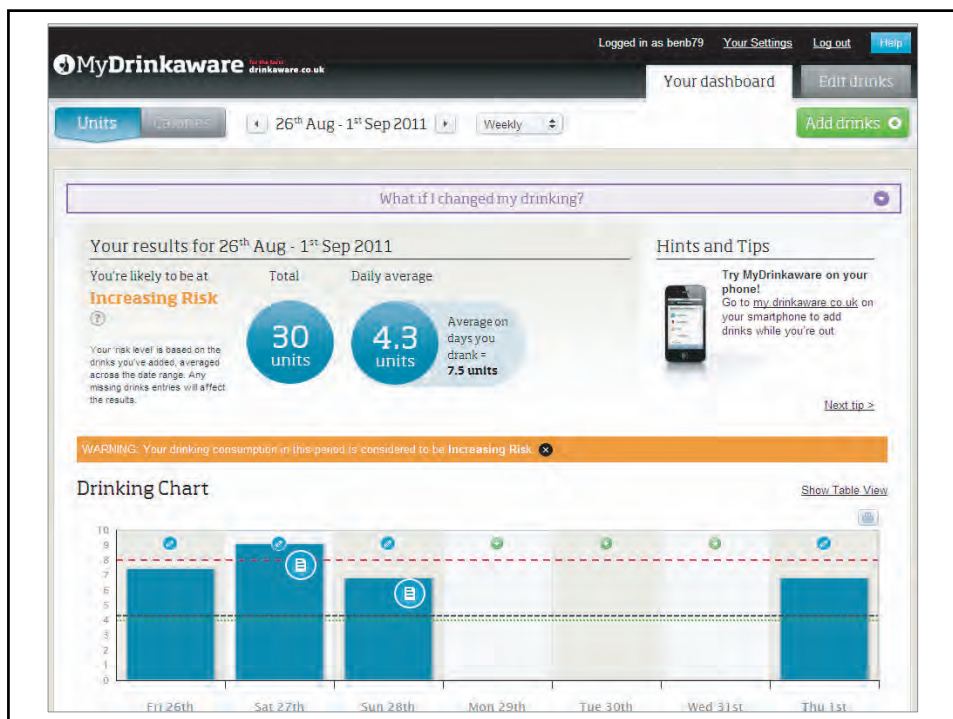 Logged in as benb79 Your Settings Log out Help
MyDrinkaware for the facts drinkaware.co.uk
Your dashboard Edit drinks
Units Calories 26th Aug - 1st Sep 2011 Weekly Add drinks
What if I changed my drinking?
Your results for 26th Aug - 1st Sep 2011
You're likely to be at
Increasing Risk
?
Your 'risk level' is based on the
drinks you've added, averaged
across the date range. Any
missing drinks entries will affect
the results.
Total
30
units
Daily average
4.3
units
Average on
days you
drank =
7.5 units
Hints and Tips
Try MyDrinkaware on your
phone!
Go to my.drinkaware.co.uk on
your smartphone to add
drinks while you're out
Next tip >
WARNING: Your drinking consumption in this period is considered to be Increasing Risk
Drinking Chart
Show Table View
10
9
8
7
6
5
4
3
2
1
0
Fri 26th Sat 27th Sun 28th Mon 29th Tue 30th Wed 31st Thu 1st